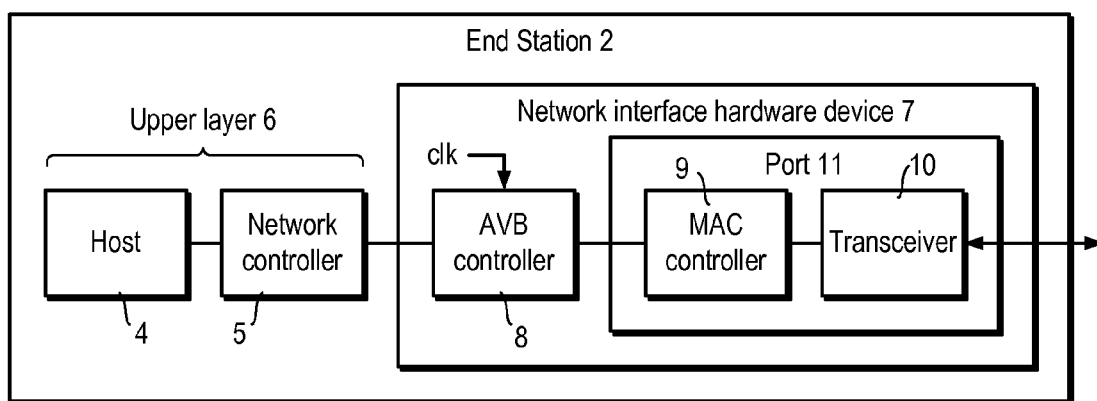 End Station 2
Network interface hardware device 7
Upper layer 6
Port 11
clk
9
10
Host
Network
controller
AVB
controller
MAC
controller
Transceiver
4
5
8